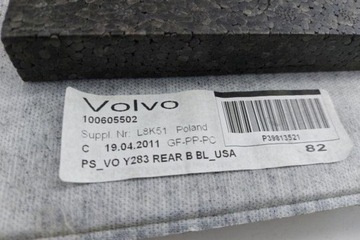 Volvo
100605502
Suppl. Nr. L8K51 Poland
C 19.04.2011 GF-PP-PC
P39813521
PS_VO Y283 REAR B BL_USA
82